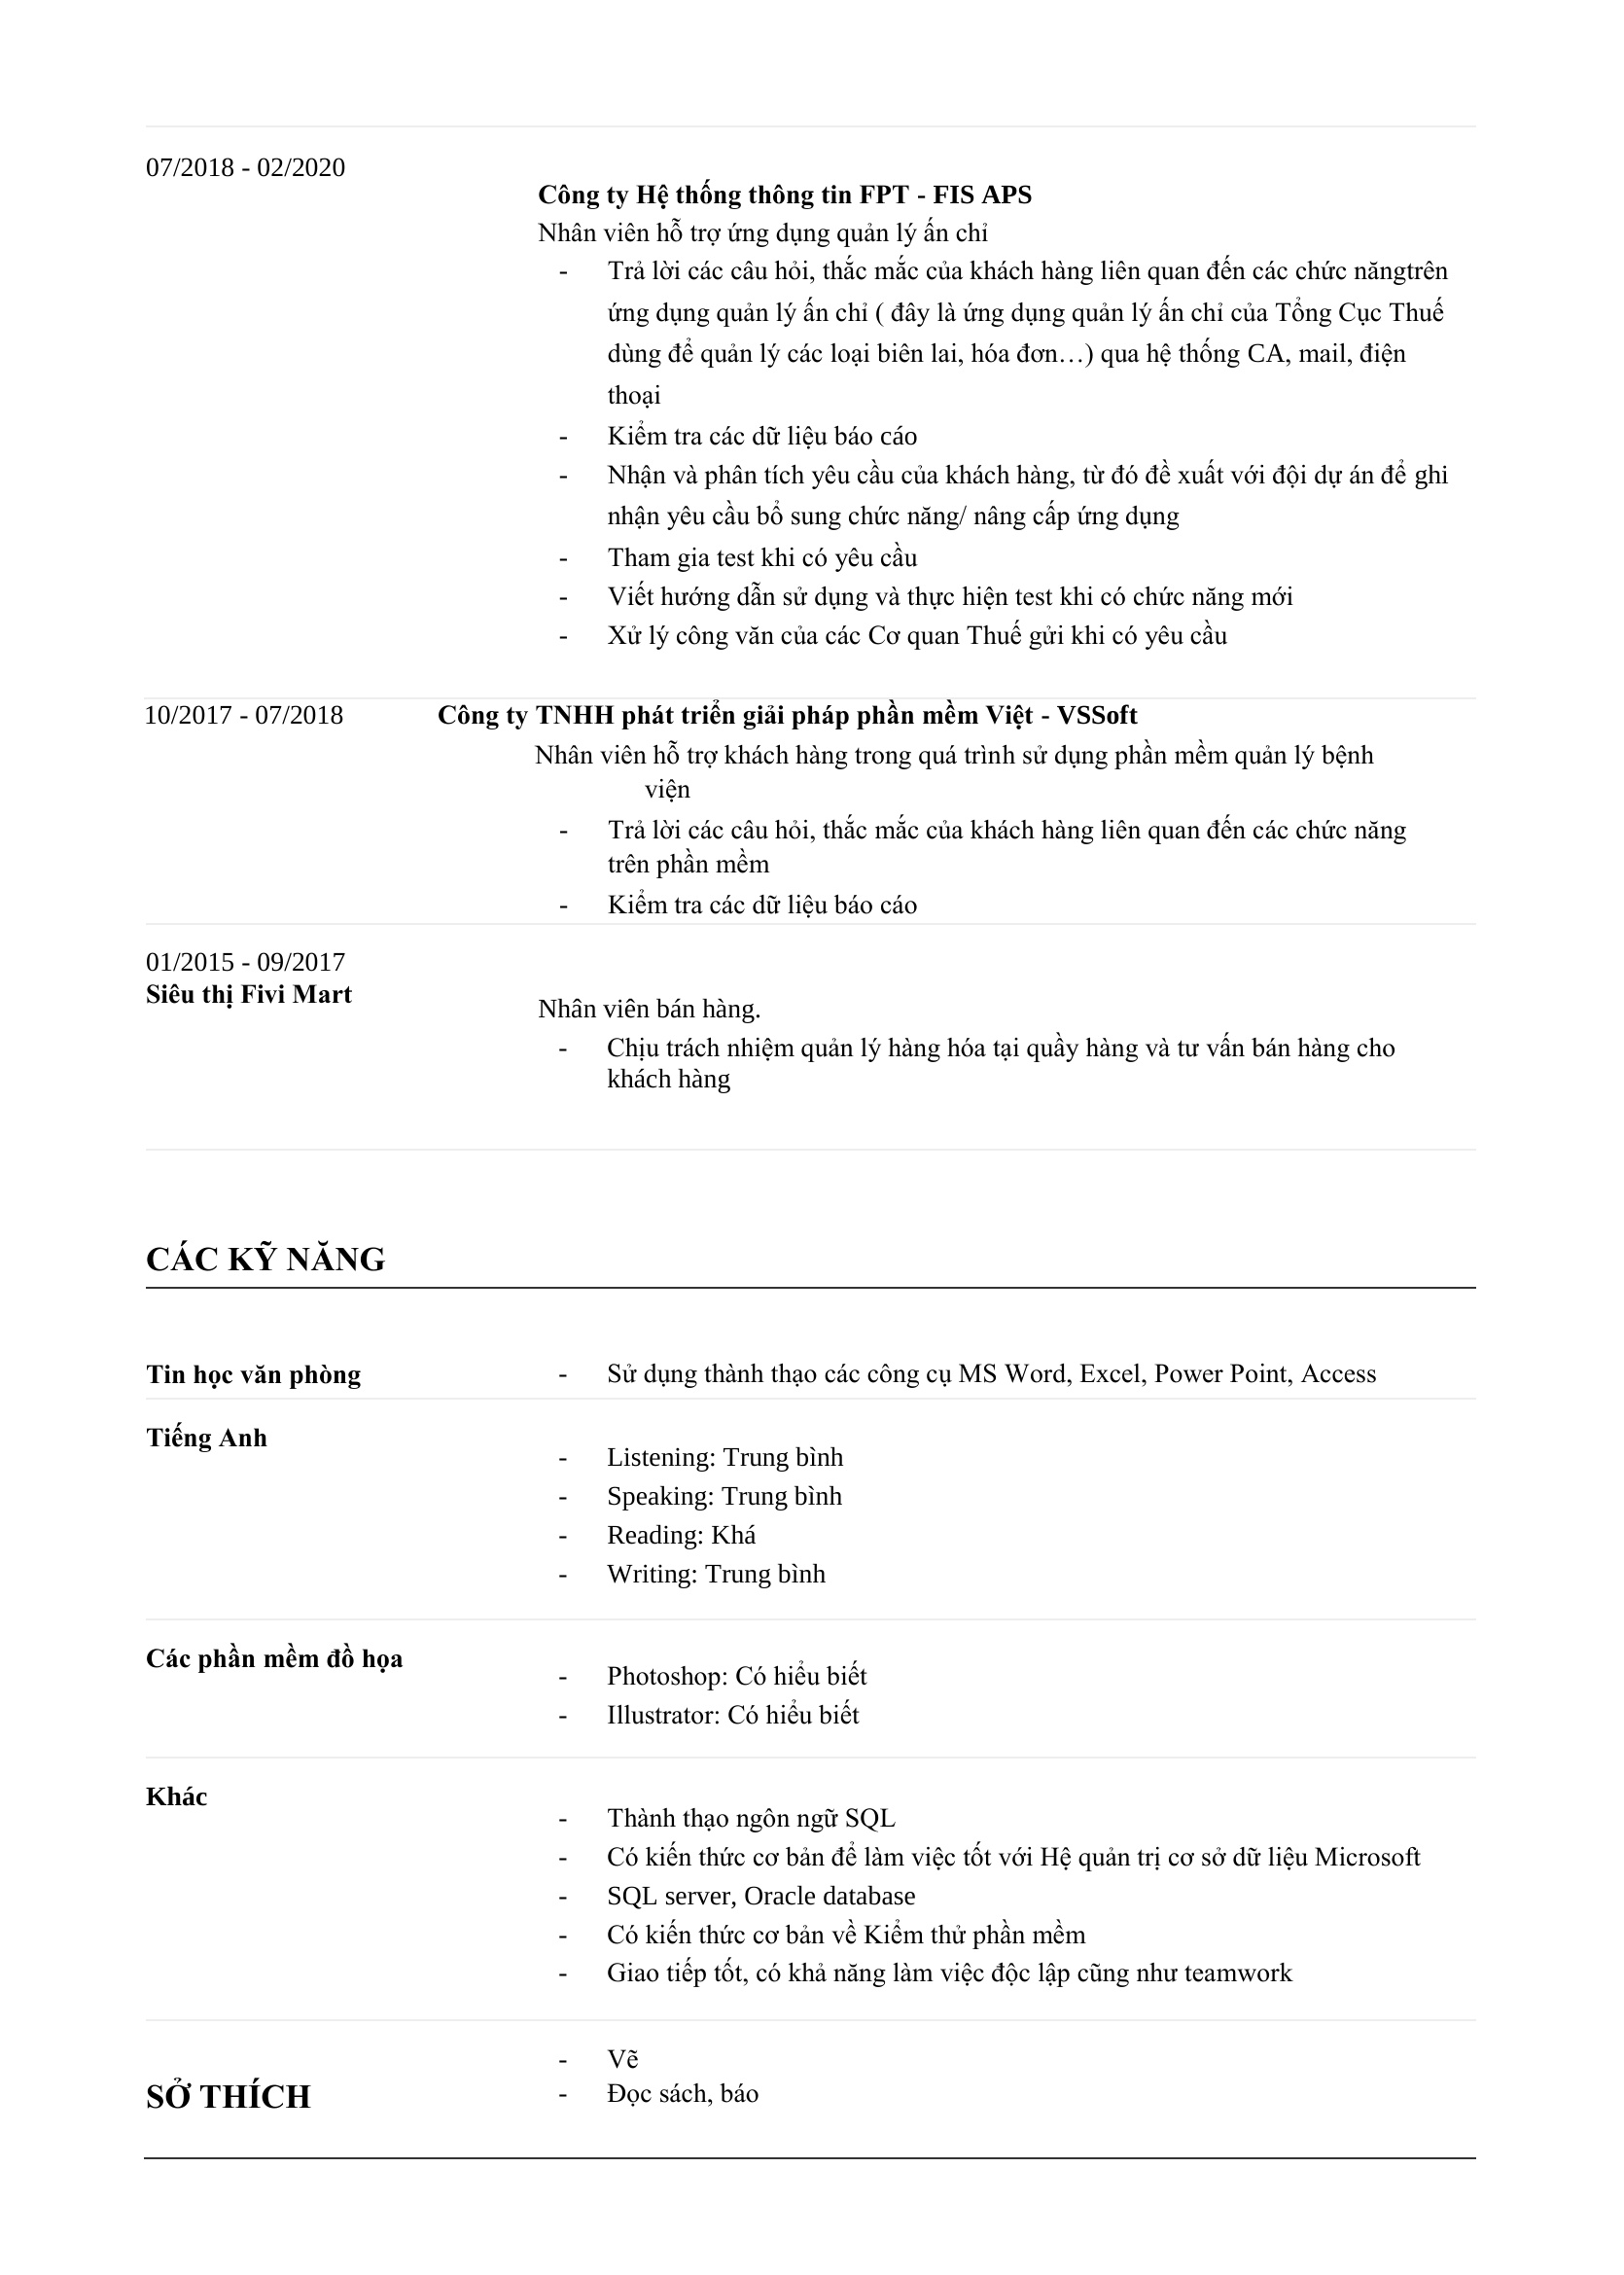 07/2018 - 02/2020
Công ty Hệ thống thông tin FPT - FIS APS
Nhân viên hỗ trợ ứng dụng quản lý ấn chỉ
- Trả lời các câu hỏi, thắc mắc của khách hàng liên quan đến các chức năngtrên
ứng dụng quản lý ấn chỉ ( đây là ứng dụng quản lý ấn chỉ của Tổng Cục Thuế
dùng để quản lý các loại biên lai, hóa đơn…) qua hệ thống CA, mail, điện
thoại
- Kiểm tra các dữ liệu báo cáo
- Nhận và phân tích yêu cầu của khách hàng, từ đó đề xuất với đội dự án để ghi
nhận yêu cầu bổ sung chức năng/ nâng cấp ứng dụng
- Tham gia test khi có yêu cầu
- Viết hướng dẫn sử dụng và thực hiện test khi có chức năng mới
- Xử lý công văn của các Cơ quan Thuế gửi khi có yêu cầu
10/2017 - 07/2018 Công ty TNHH phát triển giải pháp phần mềm Việt - VSSoft
Nhân viên hỗ trợ khách hàng trong quá trình sử dụng phần mềm quản lý bệnh
viện
- Trả lời các câu hỏi, thắc mắc của khách hàng liên quan đến các chức năng
trên phần mềm
- Kiểm tra các dữ liệu báo cáo
01/2015 - 09/2017
Siêu thị Fivi Mart
Nhân viên bán hàng.
- Chịu trách nhiệm quản lý hàng hóa tại quầy hàng và tư vấn bán hàng cho
khách hàng
CÁC KỸ NĂNG
Tin học văn phòng - Sử dụng thành thạo các công cụ MS Word, Excel, Power Point, Access
Tiếng Anh
- Listening: Trung bình
- Speaking: Trung bình
- Reading: Khá
- Writing: Trung bình
Các phần mềm đồ họa
- Photoshop: Có hiểu biết
- Illustrator: Có hiểu biết
Khác
- Thành thạo ngôn ngữ SQL
- Có kiến thức cơ bản để làm việc tốt với Hệ quản trị cơ sở dữ liệu Microsoft
- SQL server, Oracle database
- Có kiến thức cơ bản về Kiểm thử phần mềm
- Giao tiếp tốt, có khả năng làm việc độc lập cũng như teamwork
- Vẽ
SỞ THÍCH - Đọc sách, báo